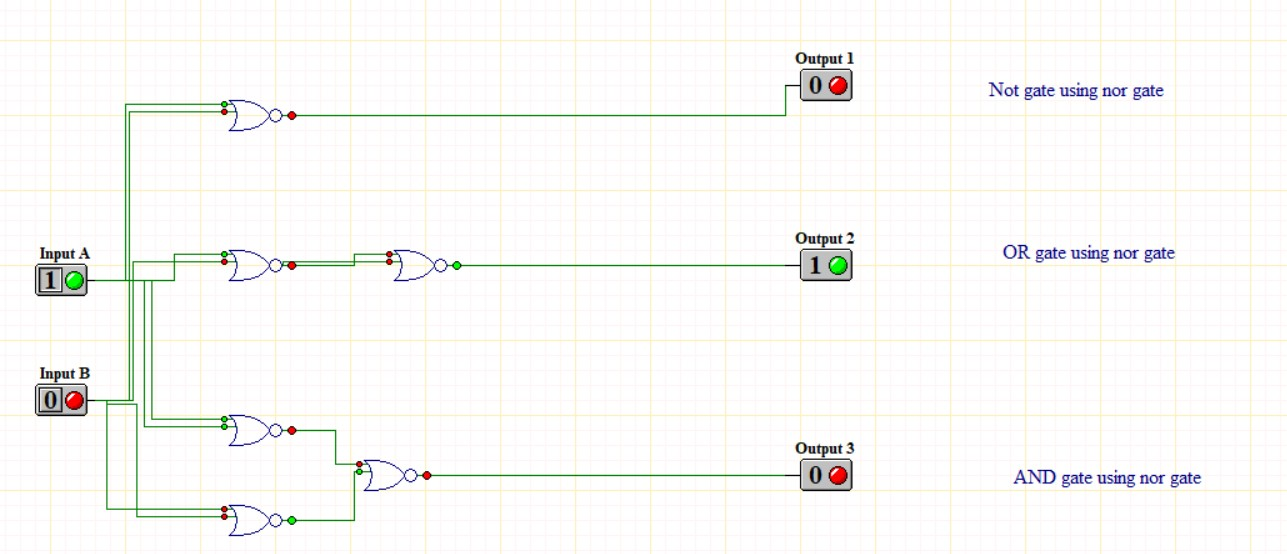 Output 1
0
Not gate using nor gate
Input A
1
Output 2
1
OR gate using nor gate
Input B
0
Output 3
0
AND gate using nor gate